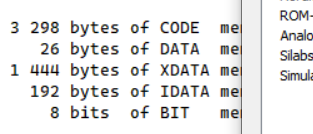 3 298 bytes of CODE
26 bytes of DATA
1 444 bytes of XDATA
192 bytes of IDATA
8 bits of BIT
ROM-
Analo
Silabs
Simula